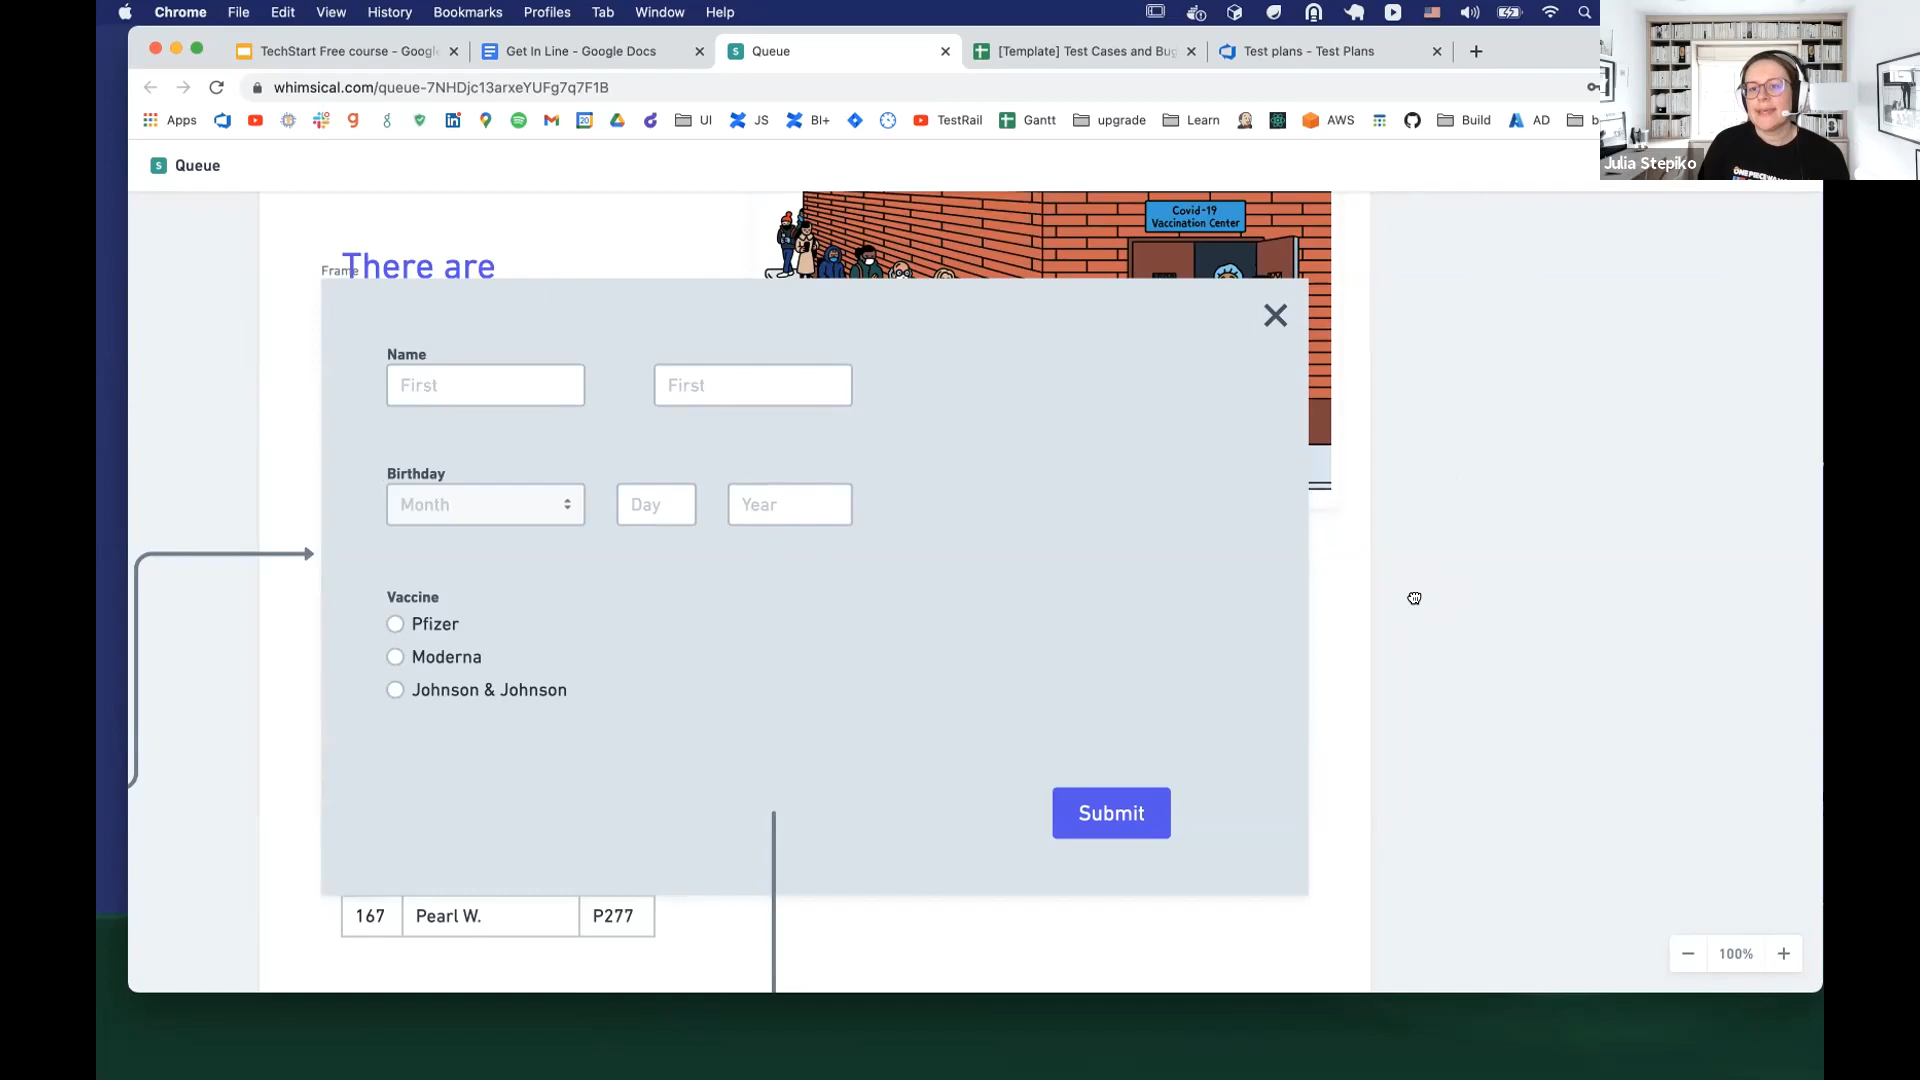 Chrome File Edit View History Bookmarks Profiles Tab Window Help
TechStart Free course - Google
Get In Line - Google Docs
Queue
[Template] Test Cases and Bug
Test plans - Test Plans
whimsical.com/queue-7NHDjc13arxeYUFg7q7F1B
Apps
UI
JS
BI+
TestRail
Gantt
upgrade
Learn
AWS
Build
AD
Julia Stepiko
Queue
Covid-19
Vaccination Center
There are
Frame
Name
First
First
Birthday
Month
Day
Year
Vaccine
Pfizer
Moderna
Johnson & Johnson
Submit
167 Pearl W. P277
100%